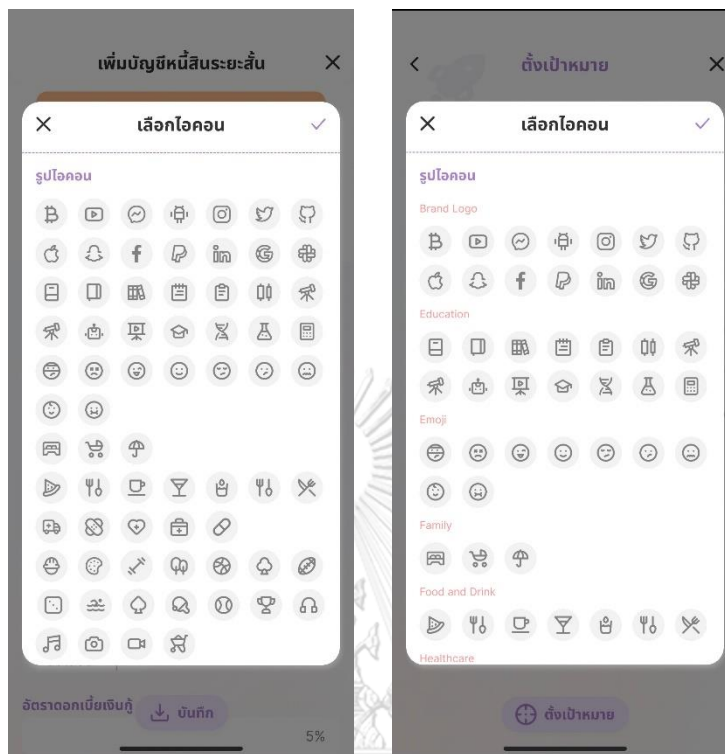 เพิ่มบัญชีหนี้สินระยะสั้น
เลือกไอคอน
รูปไอคอน
อัตราดอกเบี้ยเงินกู้
บันทึก
5%
ตั้งเป้าหมาย
เลือกไอคอน
รูปไอคอน
Brand Logo
Education
Emoji
Family
Food and Drink
Healthcare
ตั้งเป้าหมาย